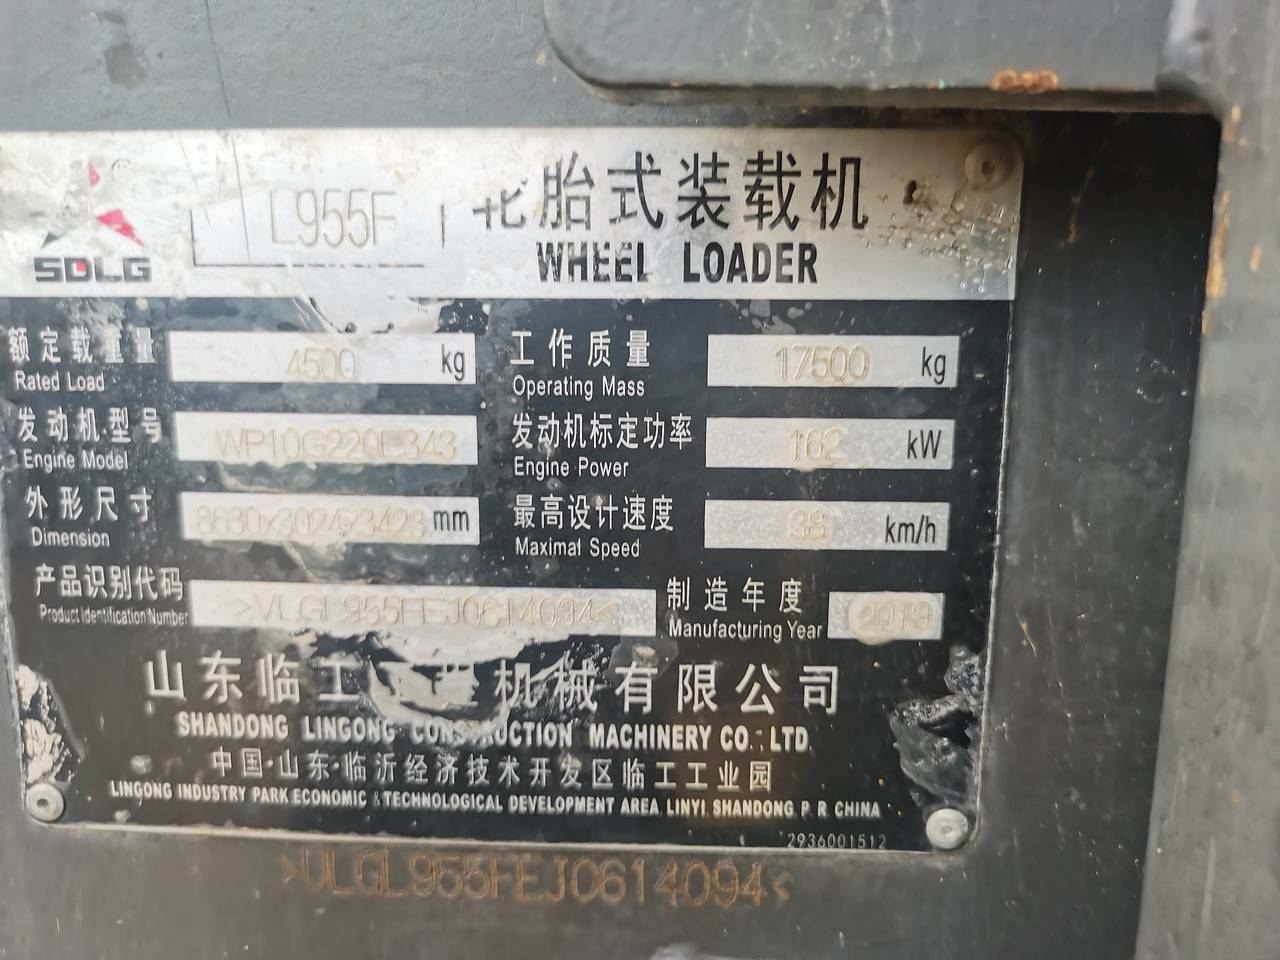 SDLG
L955F
轮胎式装载机
WHEEL LOADER
额定载重量 4500 kg
Rated Load
工作质量 17500 kg
Operating Mass
发动机型号 WP10G220E343
Engine Model
发动机标定功率 162 kW
Engine Power
外形尺寸 8630x3024x3423 mm
Dimension
最高设计速度 38 km/h
Maximal Speed
产品识别代码 >VLGL955FEJ0614094<
Product Identification Number
制造年度 2019
Manufacturing Year
山东临工工程机械有限公司
SHANDONG LINGONG CONSTRUCTION MACHINERY CO.,LTD.
中国·山东·临沂经济技术开发区临工工业园
LINGONG INDUSTRY PARK ECONOMIC & TECHNOLOGICAL DEVELOPMENT AREA, LINYI SHANDONG P. R. CHINA
2936001512
>VLGL955FEJ0614094<